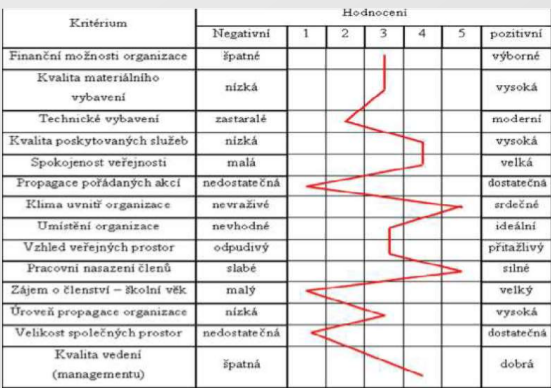 Kritérium Hodnocení
Negativní 1 2 3 4 5 pozitivní
Finanční možnosti organizace špatné výborné
Kvalita materiálního vybavení nízká vysoká
Technické vybavení zastaralé moderní
Kvalita poskytovaných služeb nízká vysoká
Spokojenost veřejnosti malá velká
Propagace pořádaných akcí nedostatečná dostatečná
Klima uvnitř organizace nevraživé srdečné
Umístění organizace nevhodné ideální
Vzhled veřejných prostor odpudivý přitažlivý
Pracovní nasazení členů slabé silné
Zájem o členství – školní věk malý velký
Úroveň propagace organizace nízká vysoká
Velikost společných prostor nedostatečná dostatečná
Kvalita vedení (managementu) špatná dobrá